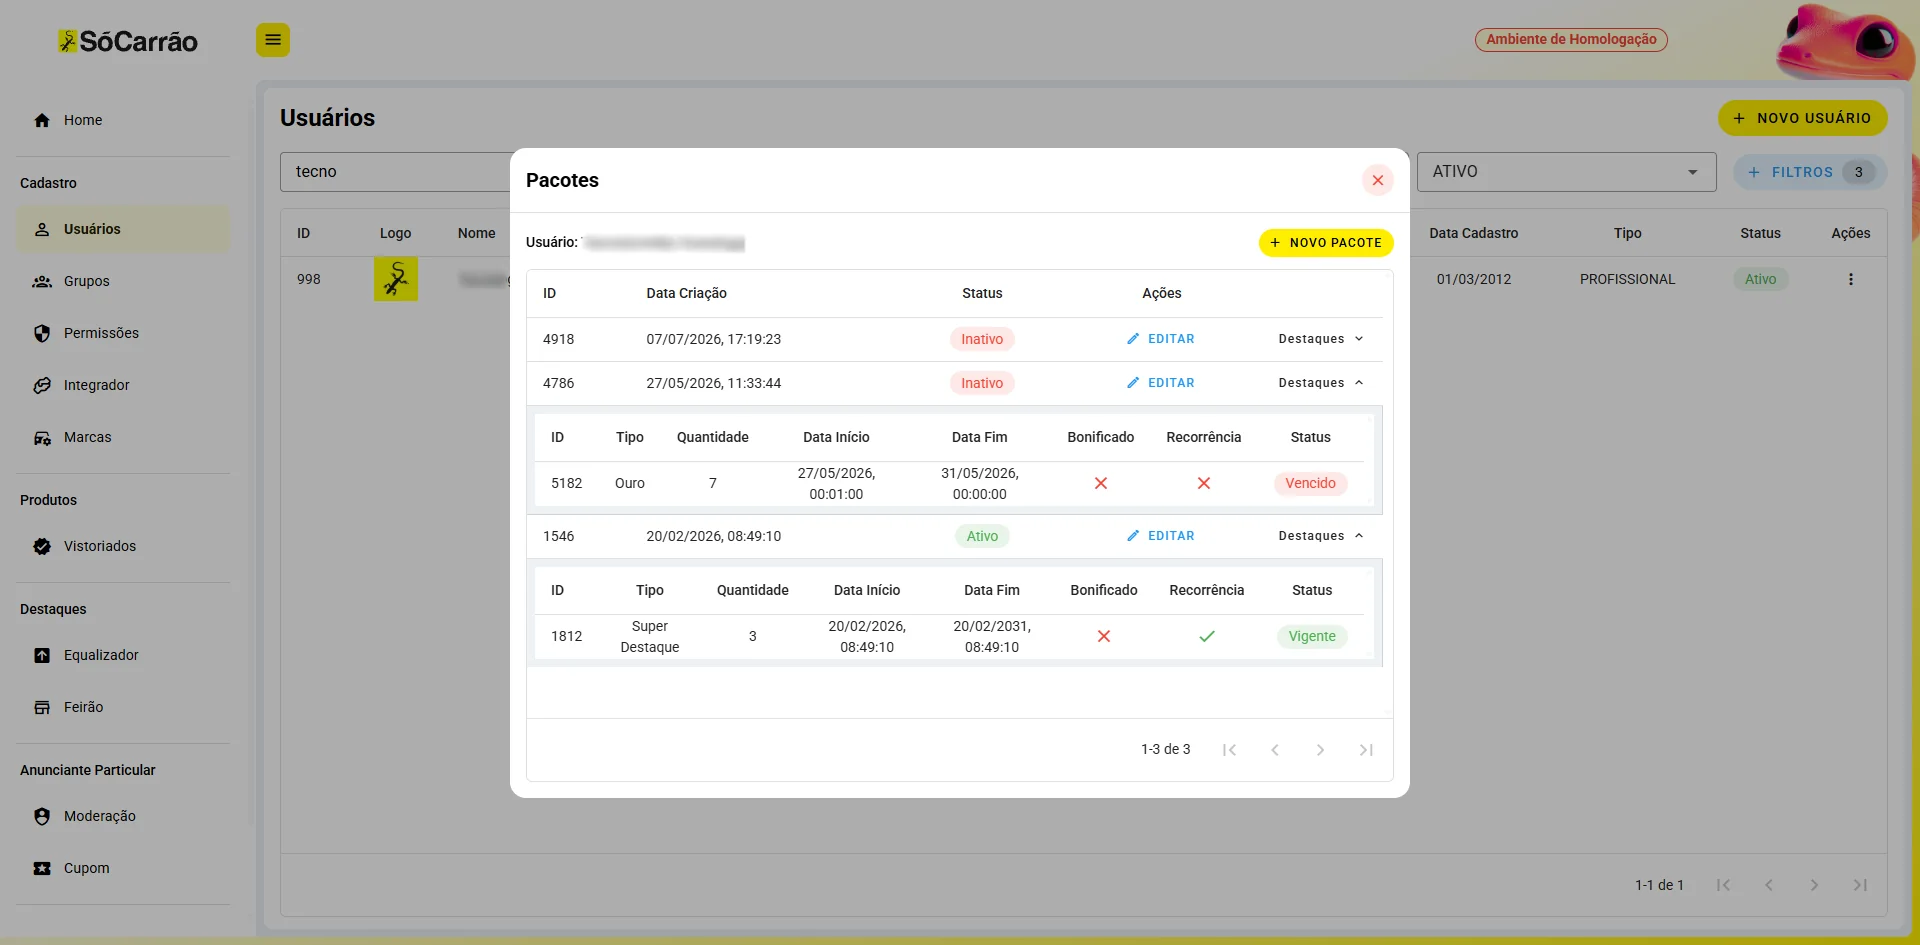 SóCarrão
Ambiente de Homologação
Home
Cadastro
Usuários
Grupos
Permissões
Integrador
Marcas
Produtos
Vistoriados
Destaques
Equalizador
Feirão
Anunciante Particular
Moderação
Cupom
Usuários
+ NOVO USUÁRIO
tecno
ATIVO
+ FILTROS 3
ID Logo Nome Data Cadastro Tipo Status Ações
998 01/03/2012 PROFISSIONAL Ativo
1-1 de 1
Pacotes
Usuário:
+ NOVO PACOTE
ID Data Criação Status Ações
4918 07/07/2026, 17:19:23 Inativo EDITAR Destaques
4786 27/05/2026, 11:33:44 Inativo EDITAR Destaques
ID Tipo Quantidade Data Início Data Fim Bonificado Recorrência Status
5182 Ouro 7 27/05/2026, 00:01:00 31/05/2026, 00:00:00 Vencido
1546 20/02/2026, 08:49:10 Ativo EDITAR Destaques
ID Tipo Quantidade Data Início Data Fim Bonificado Recorrência Status
1812 Super Destaque 3 20/02/2026, 08:49:10 20/02/2031, 08:49:10 Vigente
1-3 de 3